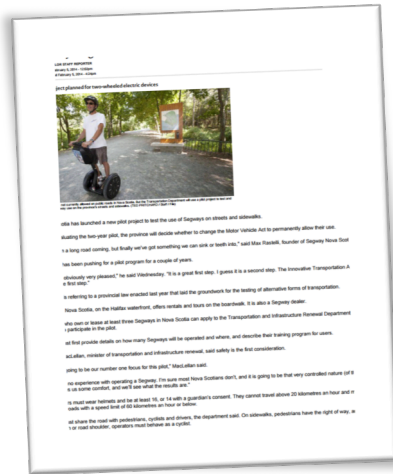 STAFF REPORTER
ject planned for two-wheeled electric devices
otia has launched a new pilot project to test the use of Segways on streets and sidewalks.
aluating the two-year pilot, the province will decide whether to change the Motor Vehicle Act to permanently allow their use.
n a long road coming, but finally we've got something we can sink or teeth into," said Max Rastelli, founder of Segway Nova Scot
has been pushing for a pilot program for a couple of years.
obviously very pleased," he said Wednesday. "It is a great first step. I guess it is a second step. The Innovative Transportation A
e first step."
s referring to a provincial law enacted last year that laid the groundwork for the testing of alternative forms of transportation.
Nova Scotia, on the Halifax waterfront, offers rentals and tours on the boardwalk. It is also a Segway dealer.
who own or lease at least three Segways in Nova Scotia can apply to the Transportation and Infrastructure Renewal Department
participate in the pilot.
st first provide details on how many Segways will be operated and where, and describe their training program for users.
acLellan, minister of transportation and infrastructure renewal, said safety is the first consideration.
going to be our number one focus for this pilot," MacLellan said.
no experience with operating a Segway. I'm sure most Nova Scotians don't, and it is going to be that very controlled nature (of t
us some comfort, and we'll see what the results are."
rs must wear helmets and be at least 16, or 14 with a guardian's consent. They cannot travel above 20 kilometres an hour and
oads with a speed limit of 60 kilometres an hour or below.
st share the road with pedestrians, cyclists and drivers, the department said. On sidewalks, pedestrians have the right of way,
or road shoulder, operators must behave as a cyclist.